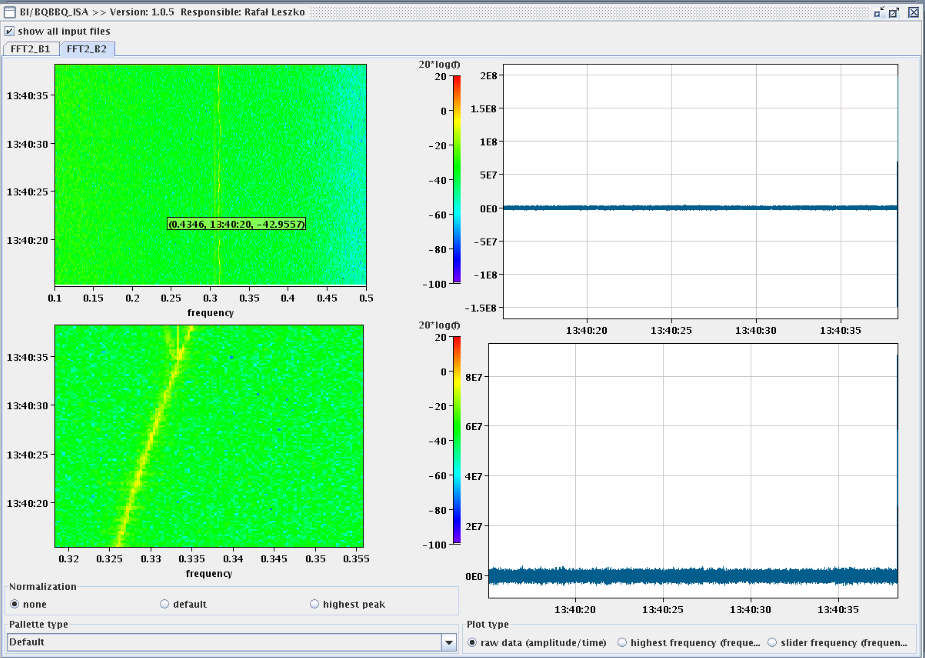 BI/BQBBQ_ISA >> Version: 1.0.5 Responsible: Rafał Leszko
show all input files
FFT2_B1 FFT2_B2
20*log(f)
13:40:35
13:40:30
13:40:25
13:40:20
(0.4346, 13:40:20, -42.9557)
0.1 0.15 0.2 0.25 0.3 0.35 0.4 0.45 0.5
frequency
20
0
-20
-40
-60
-80
-100
2E8
1.5E8
1E8
5E7
0E0
-5E7
-1E8
-1.5E8
13:40:20 13:40:25 13:40:30 13:40:35
20*log(f)
13:40:35
13:40:30
13:40:25
13:40:20
0.32 0.325 0.33 0.335 0.34 0.345 0.35 0.355
frequency
20
0
-20
-40
-60
-80
-100
8E7
6E7
4E7
2E7
0E0
13:40:20 13:40:25 13:40:30 13:40:35
Normalization
none default highest peak
Pallette type
Default
Plot type
raw data (amplitude/time) highest frequency (freque... slider frequency (frequen...